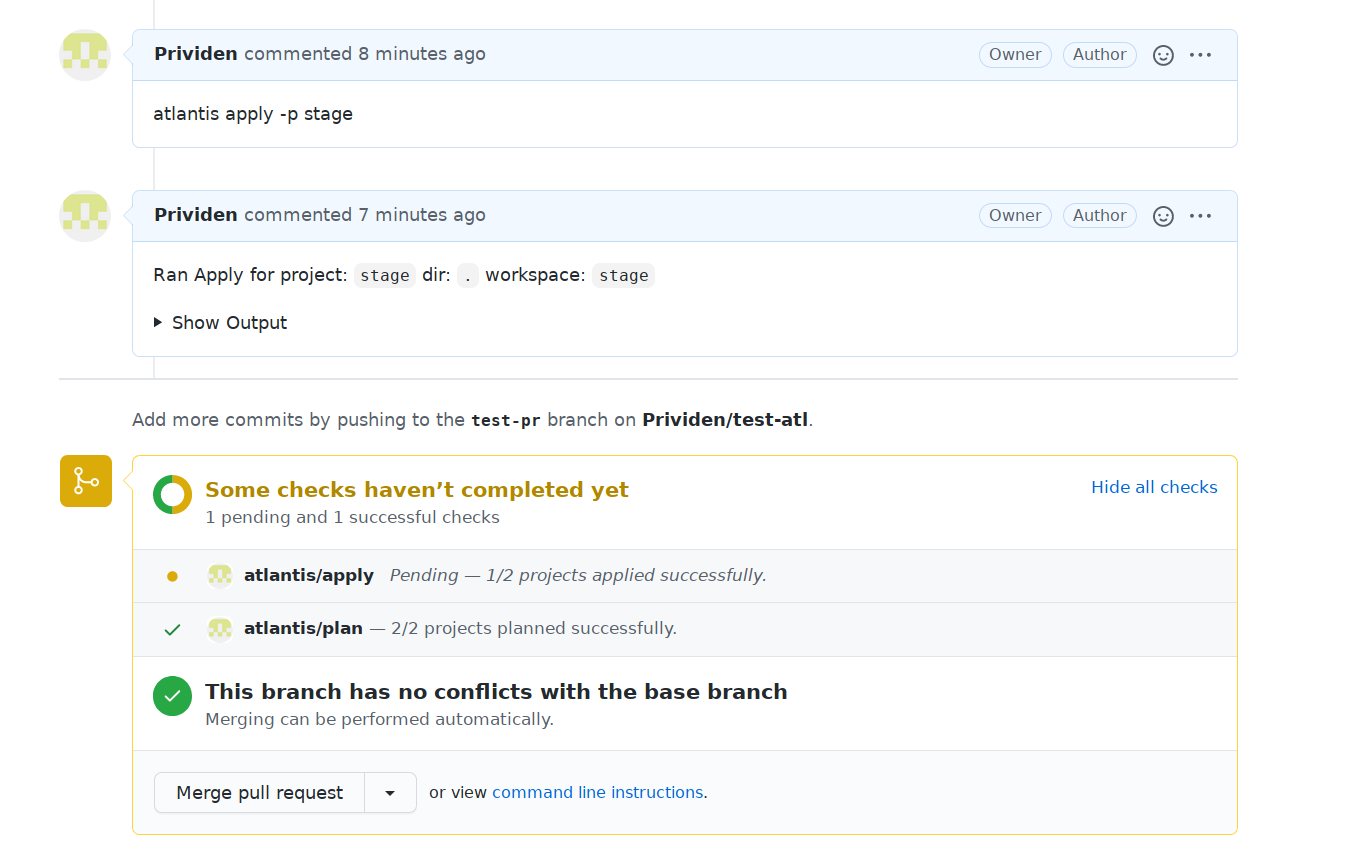 Prividen commented 8 minutes ago Owner Author
atlantis apply -p stage
Prividen commented 7 minutes ago Owner Author
Ran Apply for project: stage dir: . workspace: stage
Show Output
Add more commits by pushing to the test-pr branch on Prividen/test-atl.
Some checks haven’t completed yet
Hide all checks
1 pending and 1 successful checks
atlantis/apply Pending — 1/2 projects applied successfully.
atlantis/plan — 2/2 projects planned successfully.
This branch has no conflicts with the base branch
Merging can be performed automatically.
Merge pull request or view command line instructions.